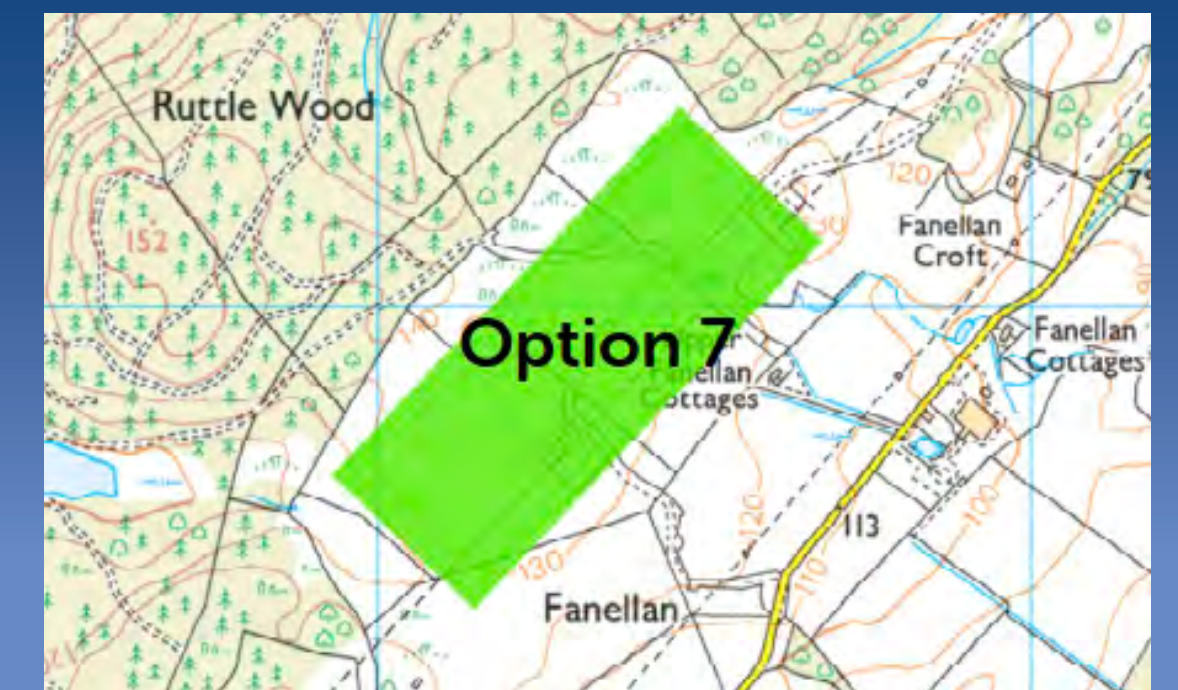 Ruttle Wood
152
120
79
Fanellan
Croft
140
Option 7
Fanellan
Cottages
Fanellan
Cottages
113
120
100
130
110
Fanellan